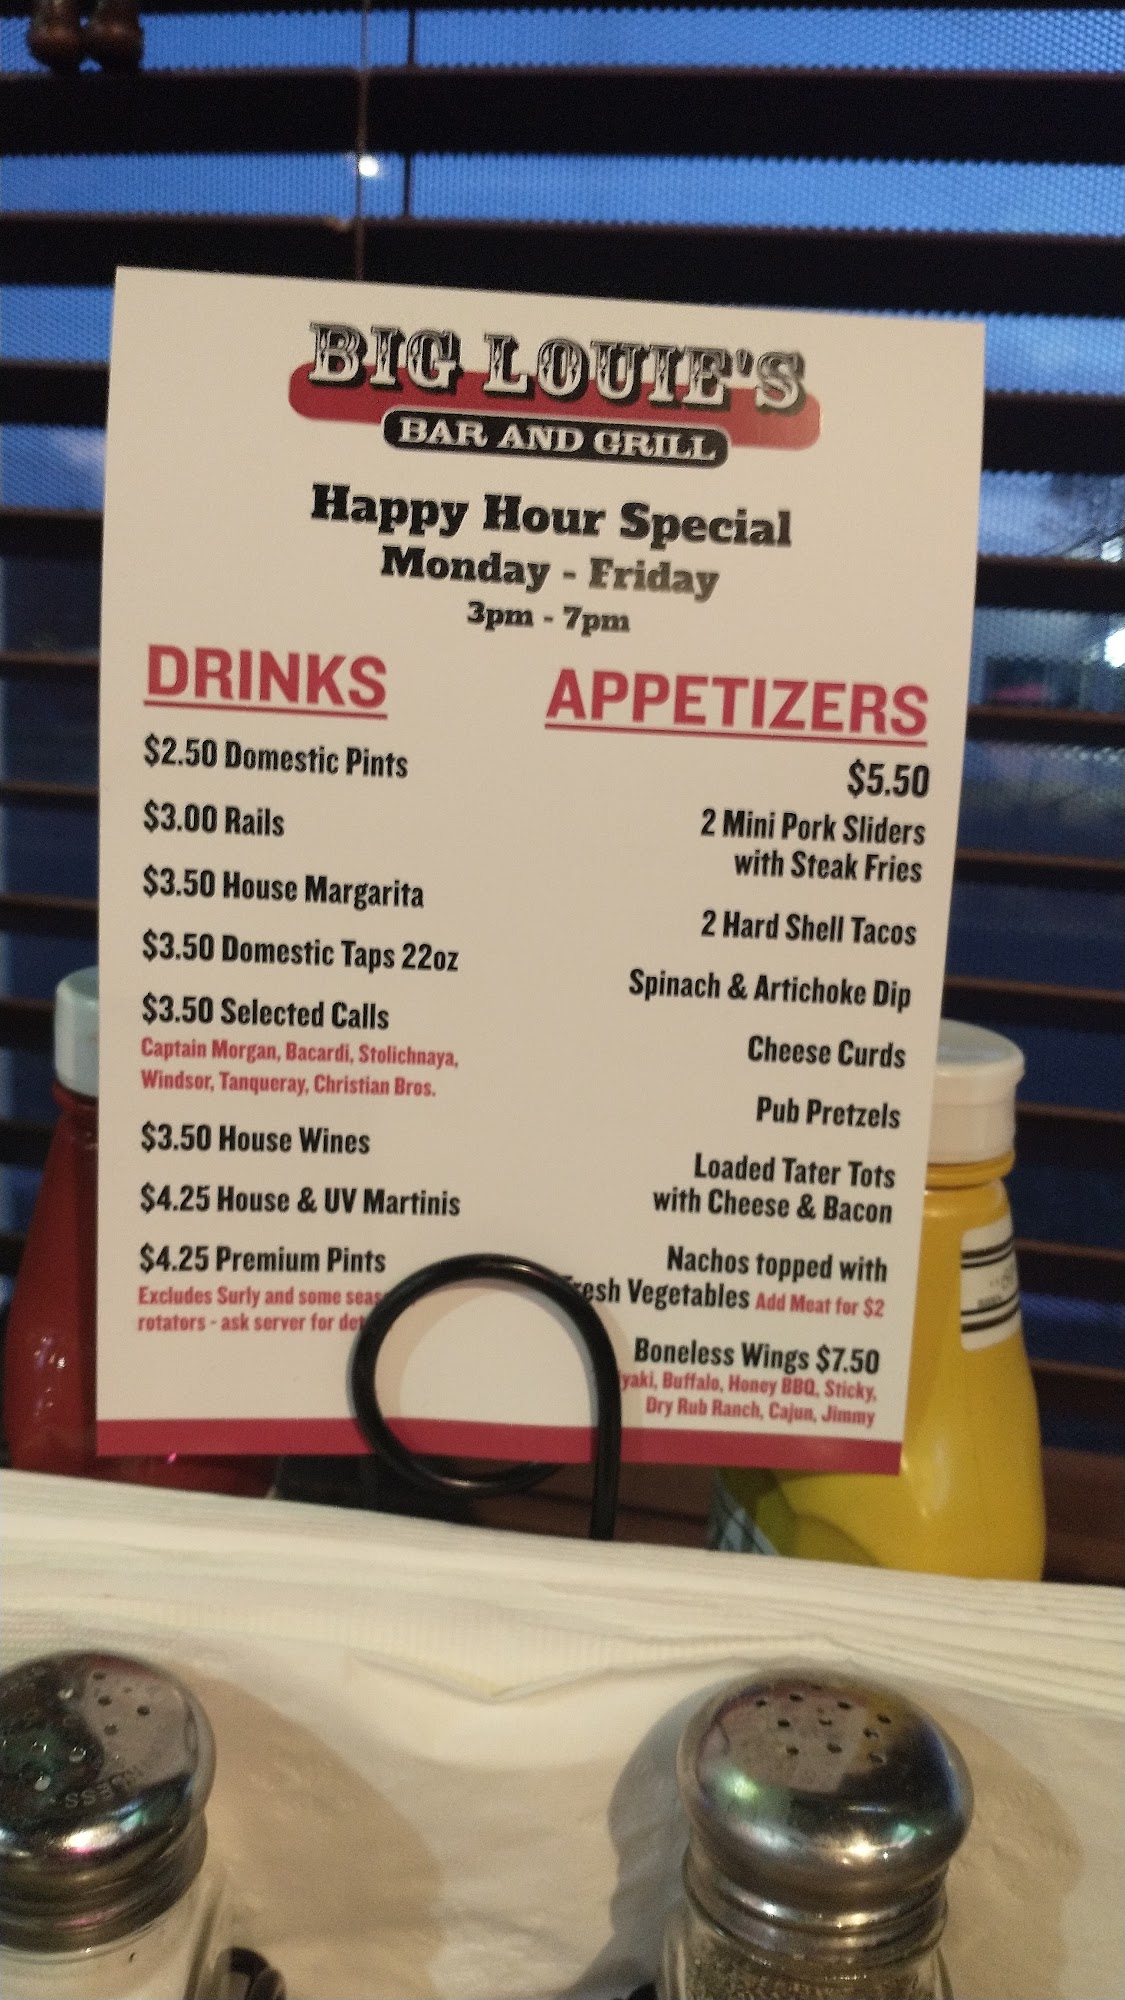 BIG LOUIE'S
BAR AND GRILL
Happy Hour Special
Monday - Friday
3pm - 7pm
DRINKS
$2.50 Domestic Pints
$3.00 Rails
$3.50 House Margarita
$3.50 Domestic Taps 22oz
$3.50 Selected Calls
Captain Morgan, Bacardi, Stolichnaya,
Windsor, Tanqueray, Christian Bros.
$3.50 House Wines
$4.25 House & UV Martinis
$4.25 Premium Pints
Excludes Surly and some
rotators - ask server for
APPETIZERS
$5.50
2 Mini Pork Sliders
with Steak Fries
2 Hard Shell Tacos
Spinach & Artichoke Dip
Cheese Curds
Pub Pretzels
Loaded Tater Tots
with Cheese & Bacon
Nachos topped with
Fresh Vegetables Add Meat for $2
Boneless Wings $7.50
Buffalo, Honey BBQ, Sticky,
Dry Rub Ranch, Cajun, Jimmy